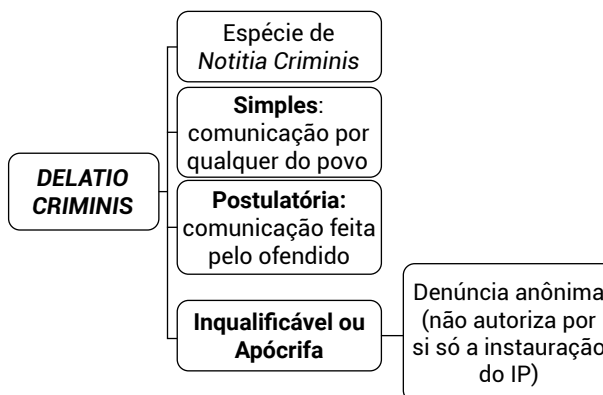 Espécie de
Notitia Criminis
Simples:
comunicação por
qualquer do povo
DELATIO
CRIMINIS
Postulatória:
comunicação feita
pelo ofendido
Inqualificável ou
Apócrifa
Denúncia anônima
(não autoriza por
si só a instauração
do IP)